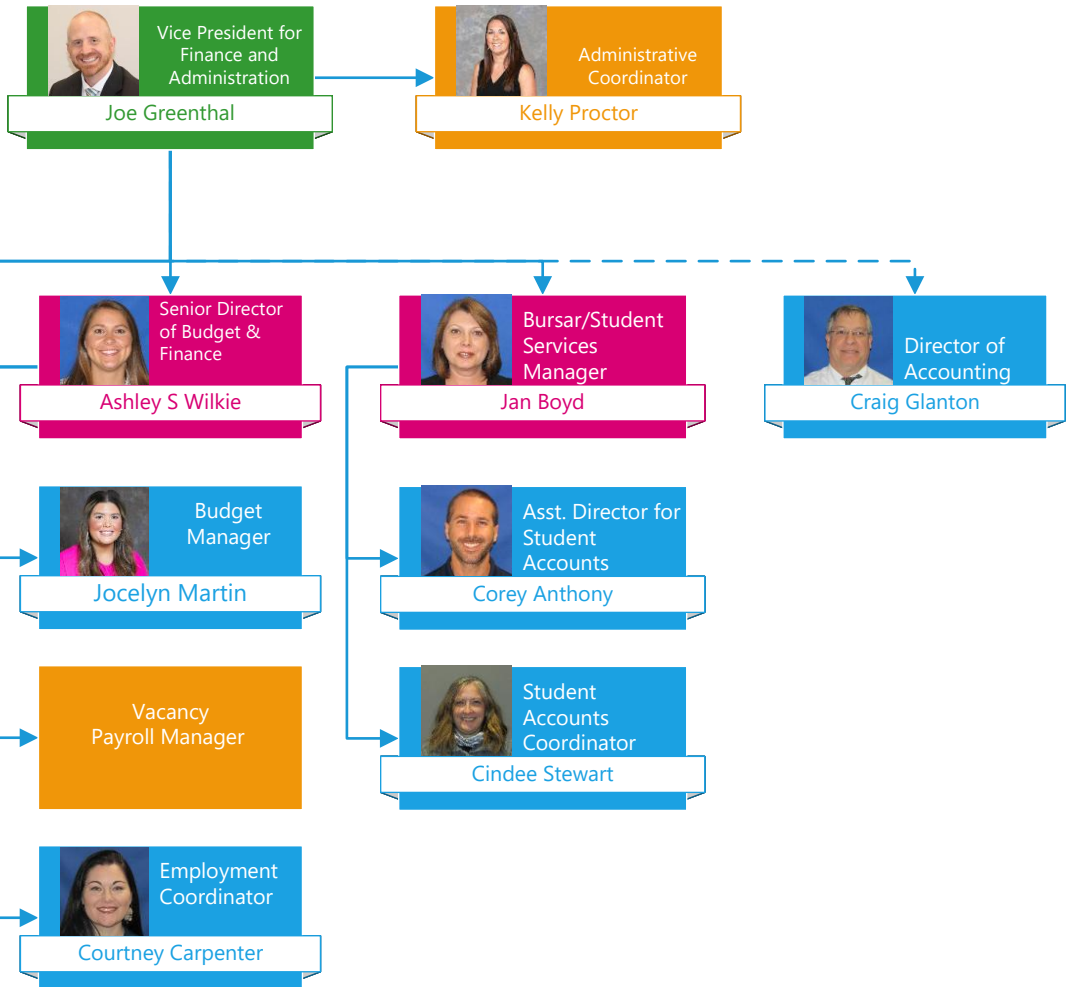 Vice President for
Finance and
Administration
Joe Greenthal
Administrative
Coordinator
Kelly Proctor
Senior Director
of Budget &
Finance
Ashley S Wilkie
Bursar/Student
Services
Manager
Jan Boyd
Director of
Accounting
Craig Glanton
Budget
Manager
Jocelyn Martin
Asst. Director for
Student
Accounts
Corey Anthony
Vacancy
Payroll Manager
Student
Accounts
Coordinator
Cindee Stewart
Employment
Coordinator
Courtney Carpenter